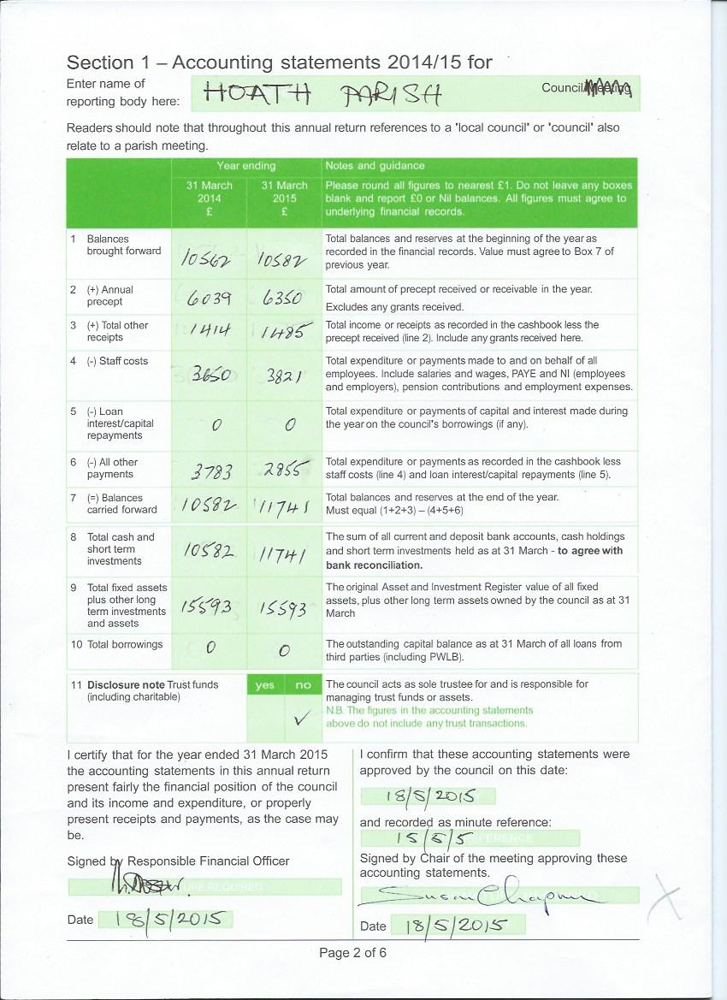 Section 1 – Accounting statements 2014/15 for
Enter name of
reporting body here:
HOATH PARISH
Council/Meeting
Readers should note that throughout this annual return references to a 'local council' or 'council' also
relate to a parish meeting.
Year ending
Notes and guidance
31 March
2014
£
31 March
2015
£
Please round all figures to nearest £1. Do not leave any boxes
blank and report £0 or Nil balances. All figures must agree to
underlying financial records.
1 Balances
brought forward
10562
10582
Total balances and reserves at the beginning of the year as
recorded in the financial records. Value must agree to Box 7 of
previous year.
2 (+) Annual
precept
6039
6350
Total amount of precept received or receivable in the year.
Excludes any grants received.
3 (+) Total other
receipts
1414
1485
Total income or receipts as recorded in the cashbook less the
precept received (line 2). Include any grants received here.
4 (-) Staff costs
3650
3821
Total expenditure or payments made to and on behalf of all
employees. Include salaries and wages, PAYE and NI (employees
and employers), pension contributions and employment expenses.
5 (-) Loan
interest/capital
repayments
0
0
Total expenditure or payments of capital and interest made during
the year on the council's borrowings (if any).
6 (-) All other
payments
3783
2855
Total expenditure or payments as recorded in the cashbook less
staff costs (line 4) and loan interest/capital repayments (line 5).
7 (=) Balances
carried forward
10582
11741
Total balances and reserves at the end of the year.
Must equal (1+2+3) – (4+5+6)
8 Total cash and
short term
investments
10582
11741
The sum of all current and deposit bank accounts, cash holdings
and short term investments held as at 31 March - to agree with
bank reconciliation.
9 Total fixed assets
plus other long
term investments
and assets
15593
15593
The original Asset and Investment Register value of all fixed
assets, plus other long term assets owned by the council as at 31
March
10 Total borrowings
0
0
The outstanding capital balance as at 31 March of all loans from
third parties (including PWLB).
11 Disclosure note Trust funds
(including charitable)
yes
no
✓
The council acts as sole trustee for and is responsible for
managing trust funds or assets.
N.B. The figures in the accounting statements
above do not include any trust transactions.
I certify that for the year ended 31 March 2015
the accounting statements in this annual return
present fairly the financial position of the council
and its income and expenditure, or properly
present receipts and payments, as the case may
be.
Signed by Responsible Financial Officer
URE REQUIRED
Date 18/5/2015
I confirm that these accounting statements were
approved by the council on this date:
18/5/2015
and recorded as minute reference:
15/5/5
REFERENCE
Signed by Chair of the meeting approving these
accounting statements.
Susan Chapman
Date 18/5/2015
Page 2 of 6